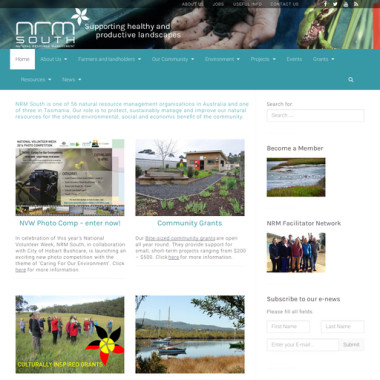 ABOUT US JOBS USEFUL INFO CONTACT US
nrm
SOUTH
Supporting healthy and
productive landscapes
Home About Us Farmers and landholders Our Community Environment Projects Events Grants
Resources News
NRM South is one of 56 natural resource management organisations in Australia and one
of three in Tasmania. Our role is to protect, sustainably manage and improve our natural
resources for the shared environmental, social and economic benefit of the community.
Search for:
Search ...
Become a Member
NVW Photo Comp – enter now!
In celebration of this year's National
Volunteer Week, NRM South, in collaboration
with City of Hobart Bushcare, is launching an
exciting new photo competition with the
theme of 'Caring For Our Environment'. Click
here for more information.
Community Grants
Our Bite-sized community grants are open
all year round. They provide support for
small, short-term projects ranging from $200
– $500. Click here for more information.
NRM Facilitator Network
CULTURALLY INSPIRED GRANTS
Subscribe to our e-news
Please fill all fields.
First Name Last Name
Enter your E-mail Submit